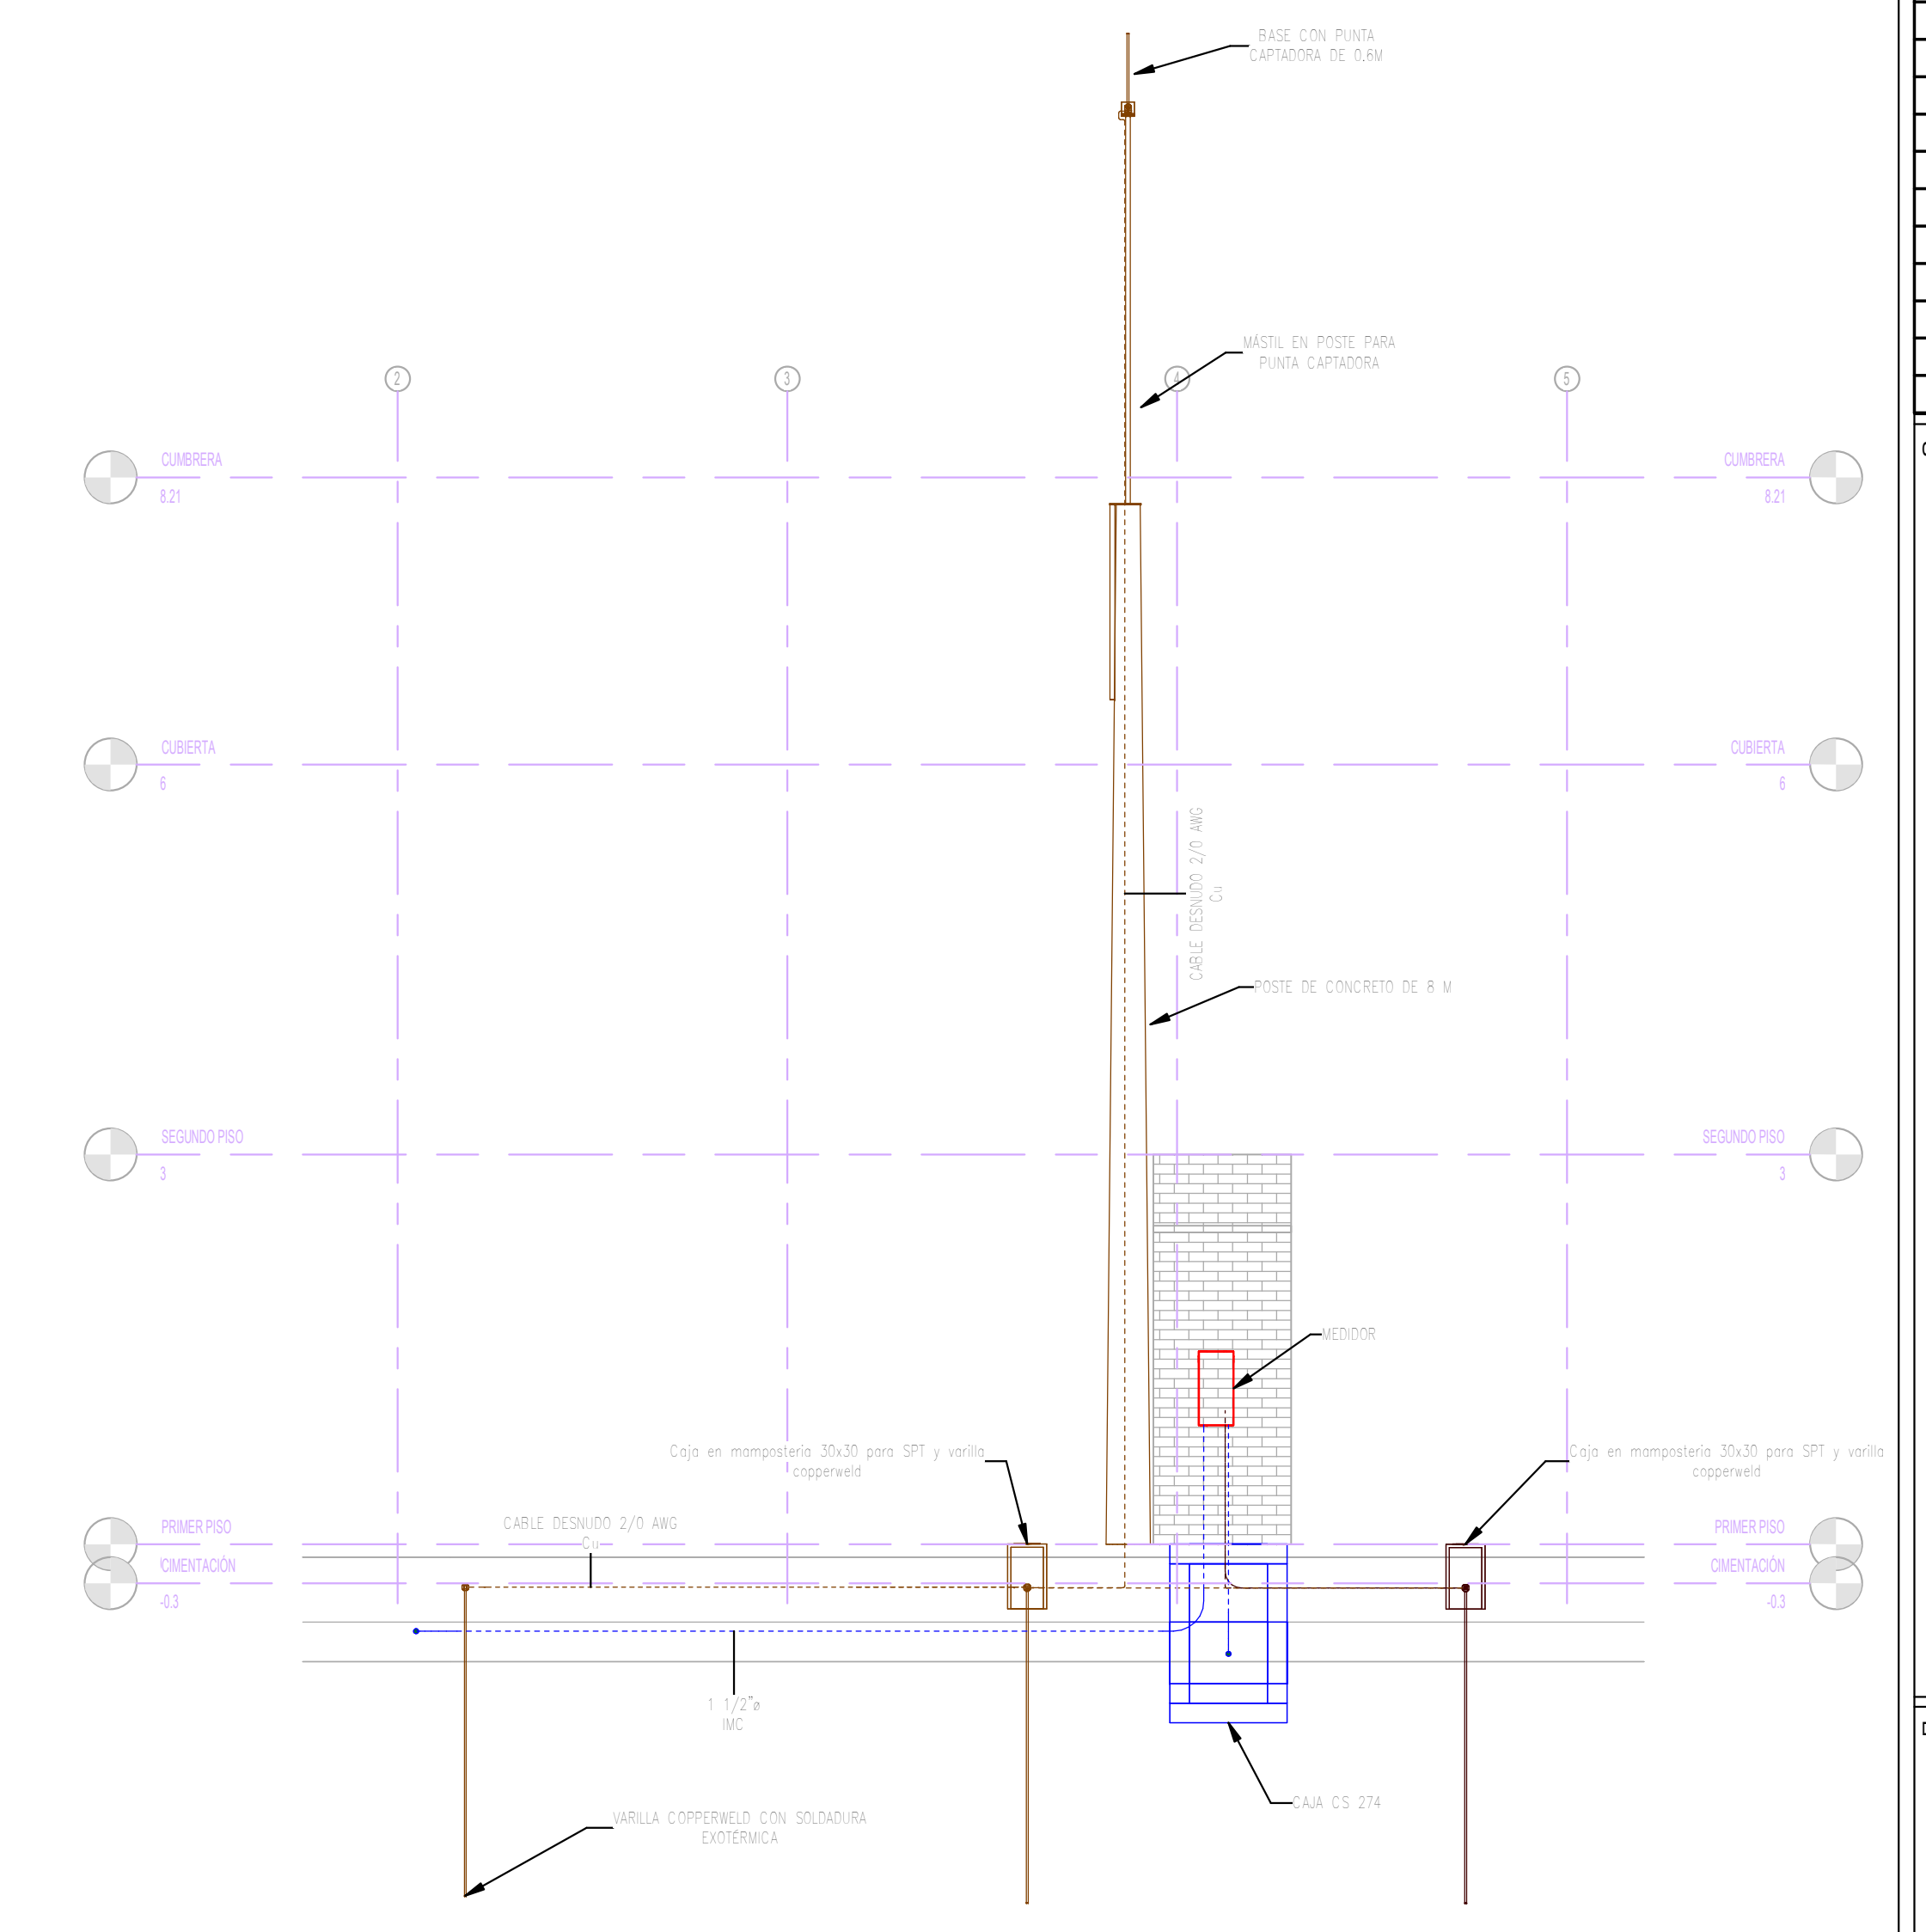 BASE CON PUNTA
CAPTADORA DE 0.6M
MÁSTIL EN POSTE PARA
PUNTA CAPTADORA
2
3
4
5
CUMBRERA
8.21
CUMBRERA
8.21
CUBIERTA
6
CUBIERTA
6
CABLE DESNUDO 2/0 AWG
Cu
POSTE DE CONCRETO DE 8 M
SEGUNDO PISO
3
SEGUNDO PISO
3
MEDIDOR
Caja en mamposteria 30x30 para SPT y varilla
copperweld
Caja en mamposteria 30x30 para SPT y varilla
copperweld
CABLE DESNUDO 2/0 AWG
Cu
PRIMER PISO
CIMENTACIÓN
-0.3
PRIMER PISO
CIMENTACIÓN
-0.3
1 1/2"ø
IMC
CAJA CS 274
VARILLA COPPERWELD CON SOLDADURA
EXOTÉRMICA